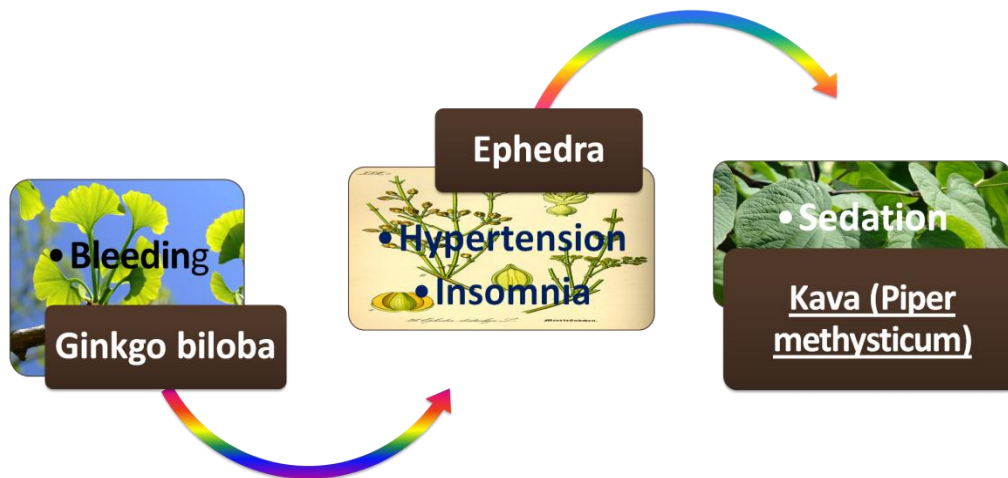 • Bleeding
Ginkgo biloba
Ephedra
• Hypertension
• Insomnia
• Sedation
Kava (Piper
methysticum)